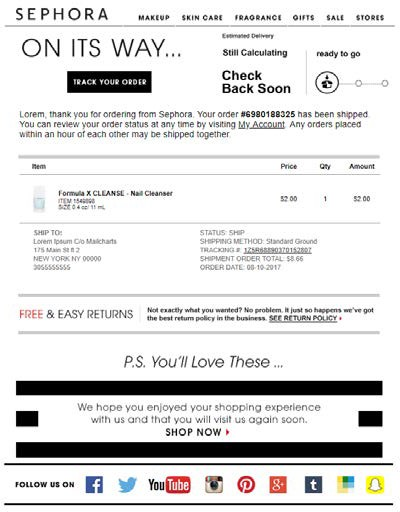 SEPHORA
MAKEUP SKIN CARE FRAGRANCE GIFTS SALE STORES
ON ITS WAY...
TRACK YOUR ORDER
Estimated Delivery
Still Calculating
Check
Back Soon
ready to go
Lorem, thank you for ordering from Sephora. Your order #6980188325 has been shipped.
You can review your order status at any time by visiting My Account. Any orders placed
within an hour of each other may be shipped together.
Item Price Qty Amount
Formula X CLEANSE - Nail Cleanser
ITEM 1549898
SIZE 0.4 oz/ 11 mL
$2.00 1 $2.00
SHIP TO:
Lorem Ipsum C/o Mailcharts
175 Main St fl 2
NEW YORK NY 00000
3055555555
STATUS: SHIP
SHIPPING METHOD: Standard Ground
TRACKING #: 1Z5R68890370152807
SHIPMENT ORDER TOTAL: $8.66
ORDER DATE: 08-10-2017
FREE & EASY RETURNS
Not exactly what you wanted? No problem. It just so happens we've got
the best return policy in the business. SEE RETURN POLICY
P.S. You'll Love These ...
We hope you enjoyed your shopping experience
with us and that you will visit us again soon.
SHOP NOW
FOLLOW US ON
YouTube